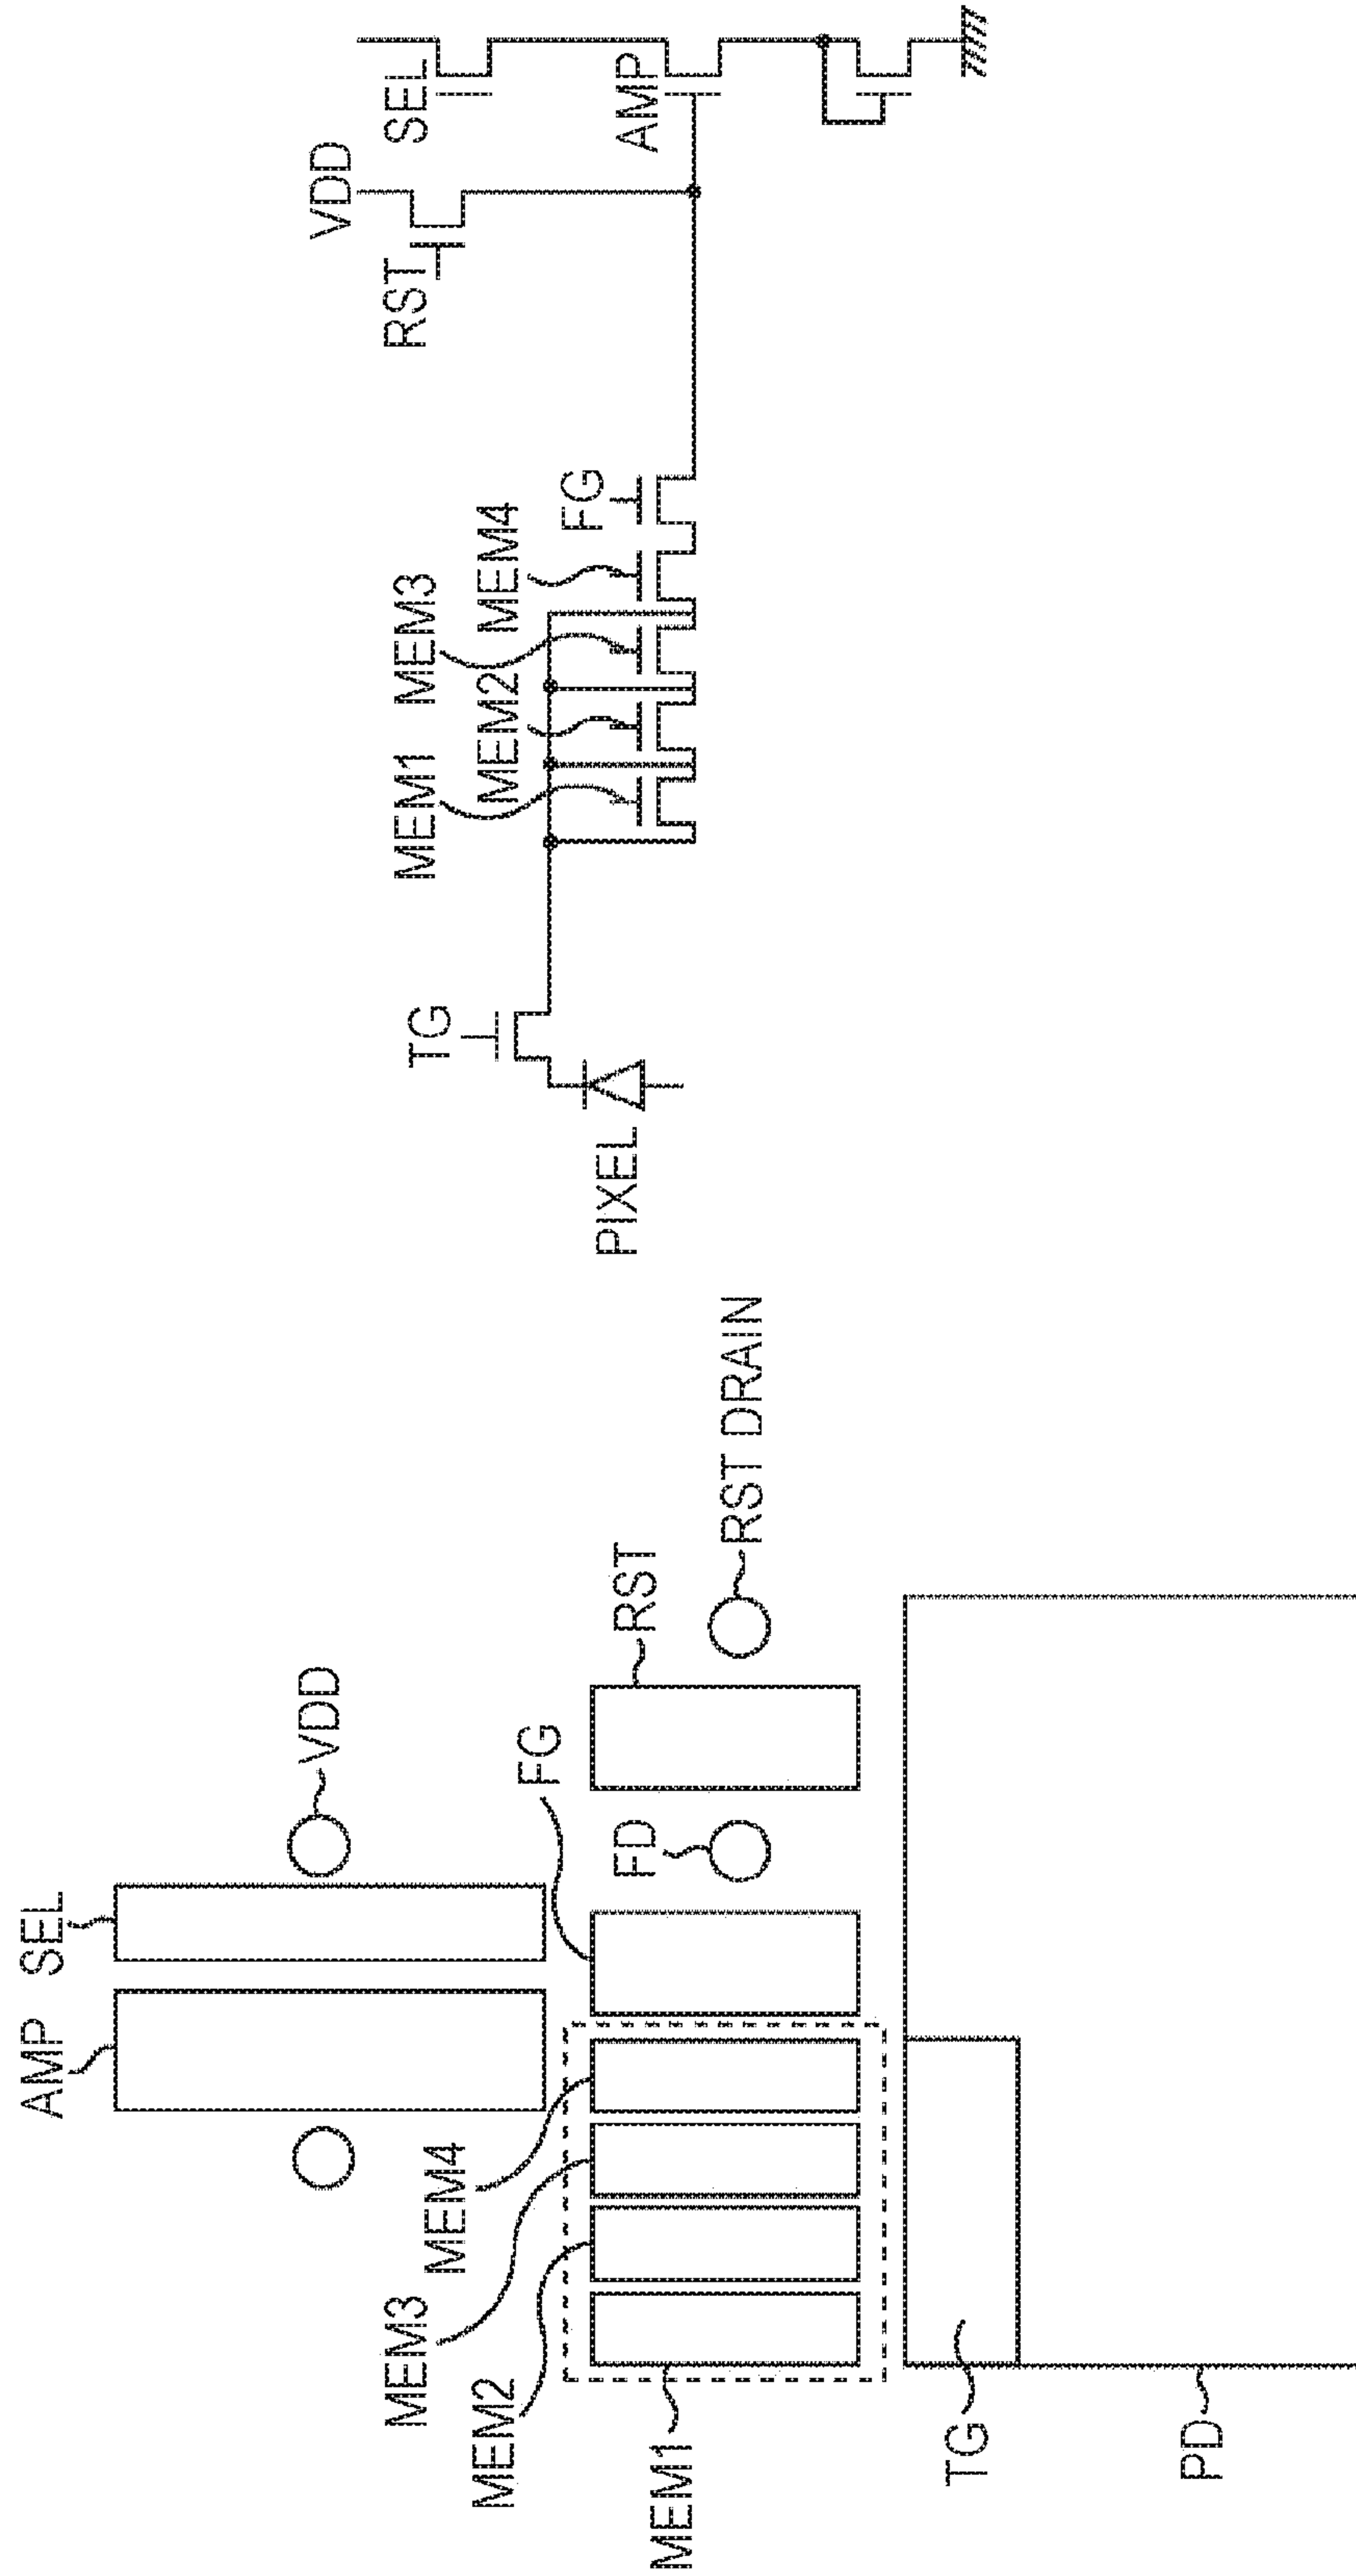 AMP SEL
VDD
MEM4
FG
MEM3
MEM2
FD
RST
MEM1
RST DRAIN
TG
PD
VDD
SEL
RST
MEM1 MEM3
TG
MEM2 MEM4
FG
AMP
PIXEL